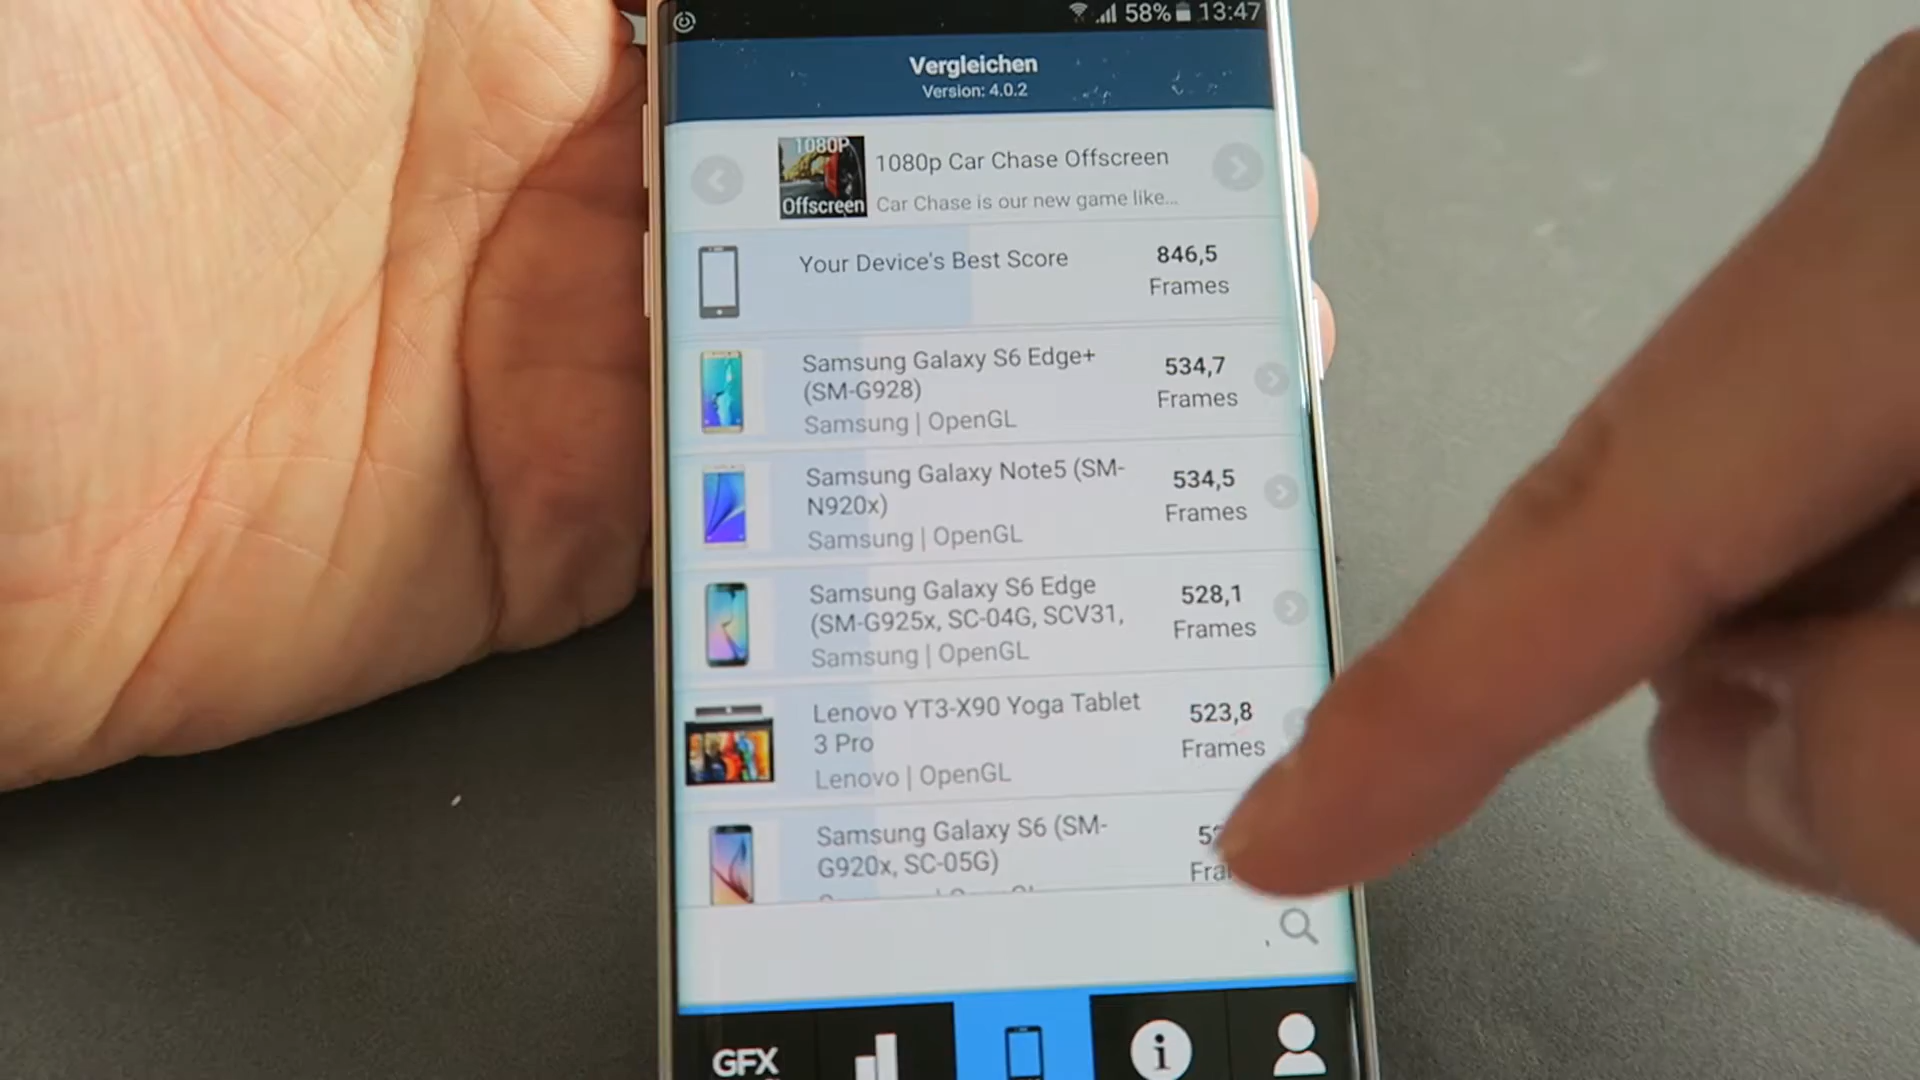 58% 13:47
Vergleichen
Version: 4.0.2
1080P
Offscreen
1080p Car Chase Offscreen
Car Chase is our new game like...
Your Device's Best Score
846,5
Frames
Samsung Galaxy S6 Edge+
(SM-G928)
Samsung | OpenGL
534,7
Frames
Samsung Galaxy Note5 (SM-
N920x)
Samsung | OpenGL
534,5
Frames
Samsung Galaxy S6 Edge
(SM-G925x, SC-04G, SCV31,
Samsung | OpenGL
528,1
Frames
Lenovo YT3-X90 Yoga Tablet
3 Pro
Lenovo | OpenGL
523,8
Frames
Samsung Galaxy S6 (SM-
G920x, SC-05G)
GFX